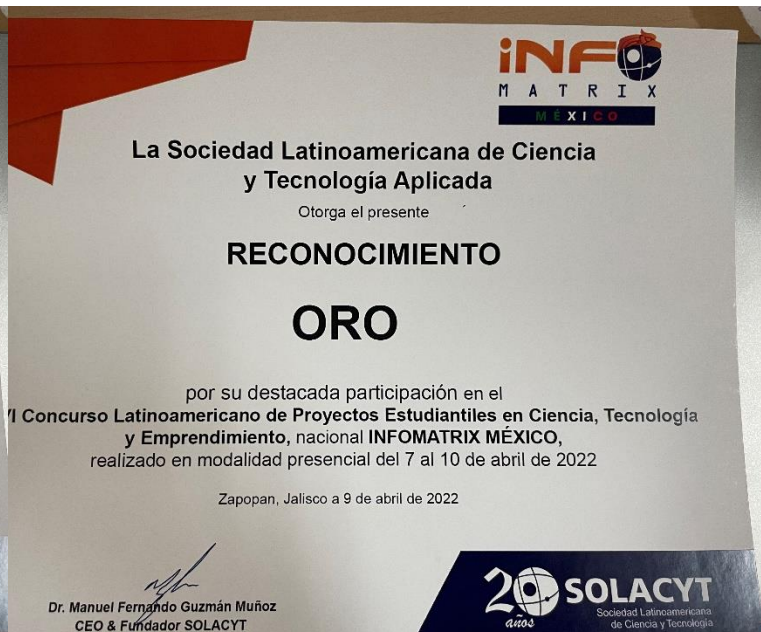 iNFO
MATRIX
MÉXICO
La Sociedad Latinoamericana de Ciencia
y Tecnología Aplicada
Otorga el presente
RECONOCIMIENTO
ORO
por su destacada participación en el
I Concurso Latinoamericano de Proyectos Estudiantiles en Ciencia, Tecnología
y Emprendimiento, nacional INFOMATRIX MÉXICO,
realizado en modalidad presencial del 7 al 10 de abril de 2022
Zapopan, Jalisco a 9 de abril de 2022
Dr. Manuel Fernando Guzmán Muñoz
CEO & Fundador SOLACYT
20 años
SOLACYT
Sociedad Latinoamericana
de Ciencia y Tecnología